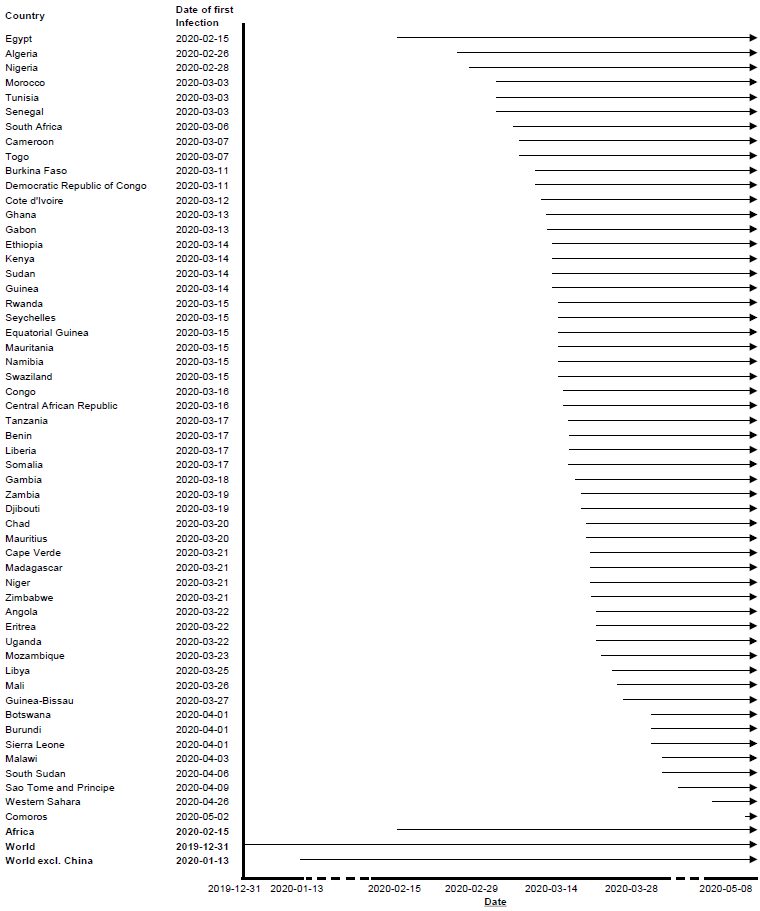 Country Date of first
Infection
Egypt 2020-02-15
Algeria 2020-02-26
Nigeria 2020-02-28
Morocco 2020-03-03
Tunisia 2020-03-03
Senegal 2020-03-03
South Africa 2020-03-06
Cameroon 2020-03-07
Togo 2020-03-07
Burkina Faso 2020-03-11
Democratic Republic of Congo 2020-03-11
Cote d'Ivoire 2020-03-12
Ghana 2020-03-13
Gabon 2020-03-13
Ethiopia 2020-03-14
Kenya 2020-03-14
Sudan 2020-03-14
Guinea 2020-03-14
Rwanda 2020-03-15
Seychelles 2020-03-15
Equatorial Guinea 2020-03-15
Mauritania 2020-03-15
Namibia 2020-03-15
Swaziland 2020-03-15
Congo 2020-03-16
Central African Republic 2020-03-16
Tanzania 2020-03-17
Benin 2020-03-17
Liberia 2020-03-17
Somalia 2020-03-17
Gambia 2020-03-18
Zambia 2020-03-19
Djibouti 2020-03-19
Chad 2020-03-20
Mauritius 2020-03-20
Cape Verde 2020-03-21
Madagascar 2020-03-21
Niger 2020-03-21
Zimbabwe 2020-03-21
Angola 2020-03-22
Eritrea 2020-03-22
Uganda 2020-03-22
Mozambique 2020-03-23
Libya 2020-03-25
Mali 2020-03-26
Guinea-Bissau 2020-03-27
Botswana 2020-04-01
Burundi 2020-04-01
Sierra Leone 2020-04-01
Malawi 2020-04-03
South Sudan 2020-04-06
Sao Tome and Principe 2020-04-09
Western Sahara 2020-04-26
Comoros 2020-05-02
Africa 2020-02-15
World 2019-12-31
World excl. China 2020-01-13
2019-12-31 2020-01-13 2020-02-15 2020-02-29 2020-03-14 2020-03-28 2020-05-08
Date